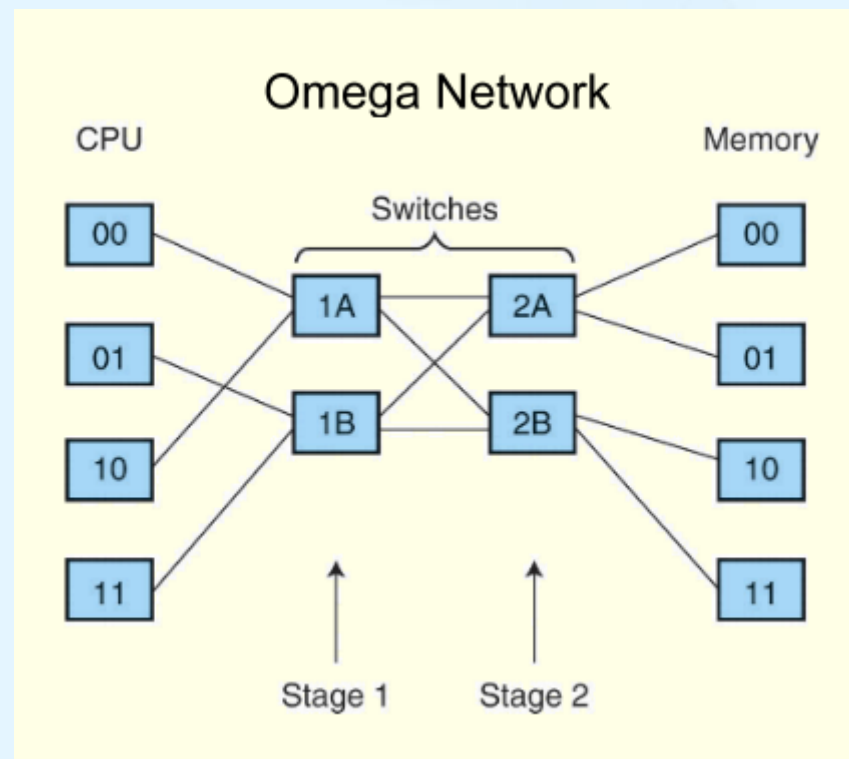 Omega Network
CPU
Memory
Switches
00
00
1A
2A
01
01
1B
2B
10
10
11
11
Stage 1
Stage 2